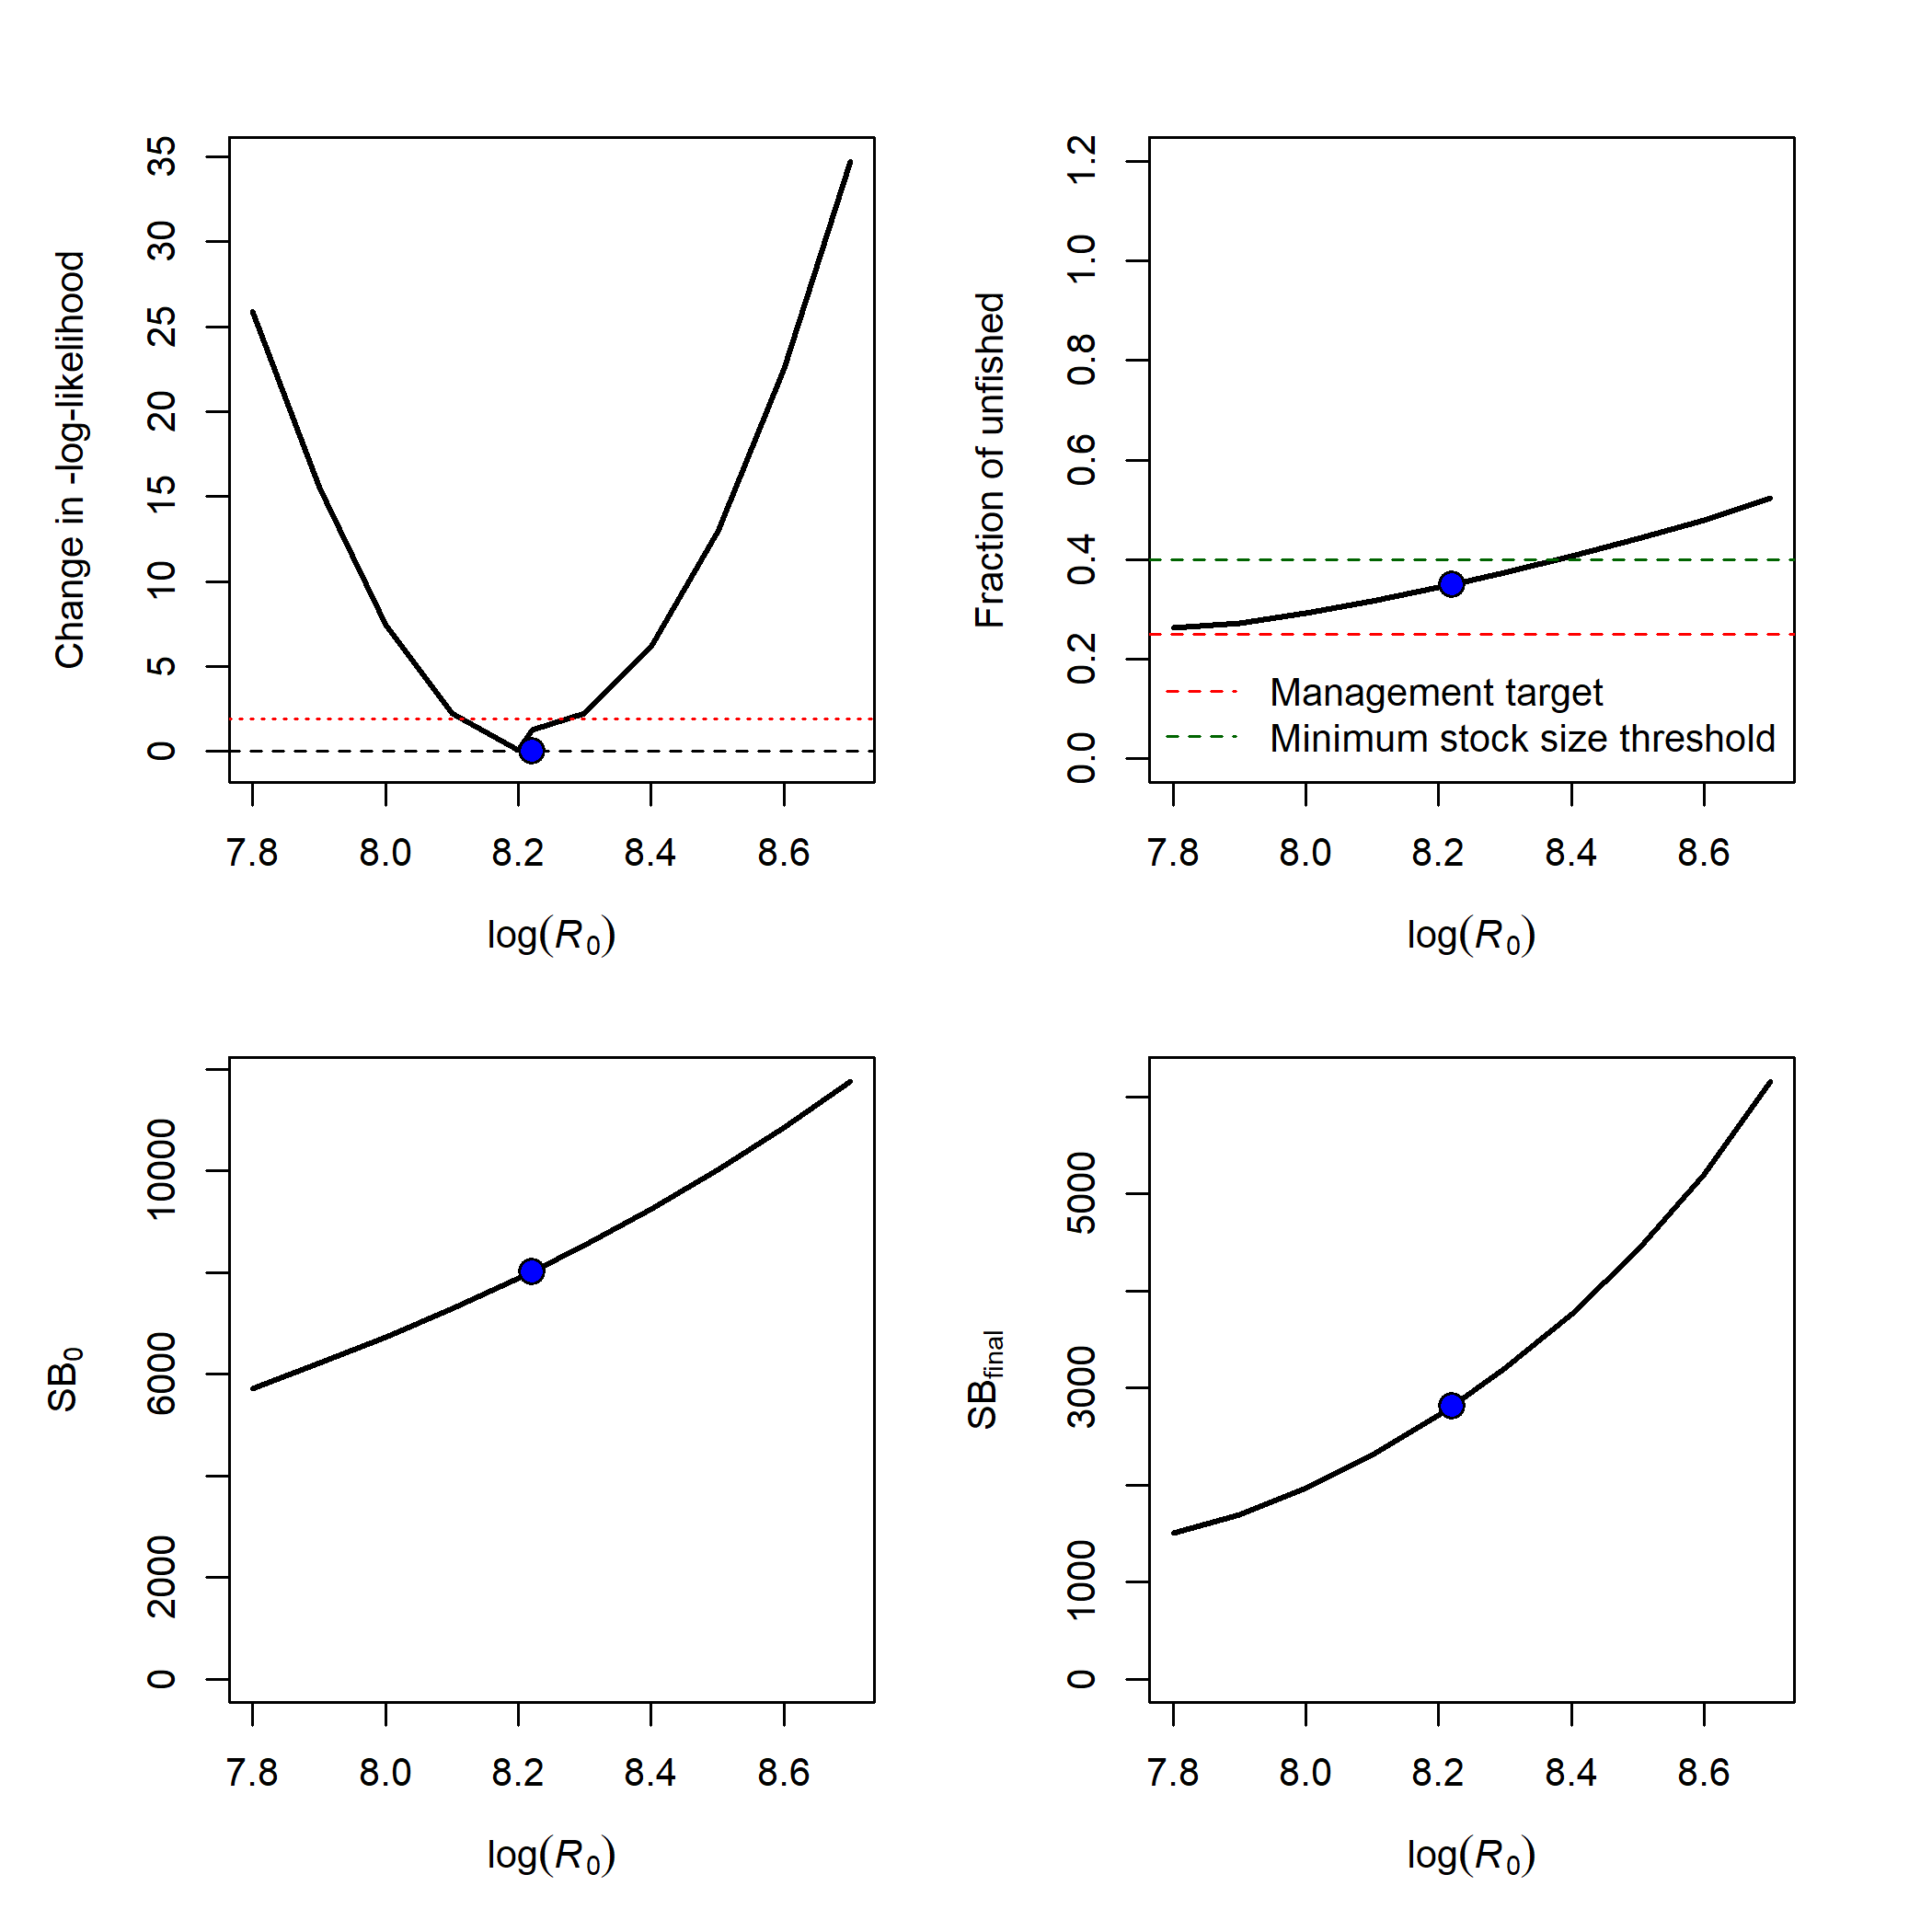 Change in -log-likelihood
0 5 10 15 20 25 30 35
7.8 8.0 8.2 8.4 8.6
log(R0)
Fraction of unfished
0.0 0.2 0.4 0.6 0.8 1.0 1.2
Management target
Minimum stock size threshold
7.8 8.0 8.2 8.4 8.6
log(R0)
SB0
0 2000 6000 10000
7.8 8.0 8.2 8.4 8.6
log(R0)
SBfinal
0 1000 3000 5000
7.8 8.0 8.2 8.4 8.6
log(R0)